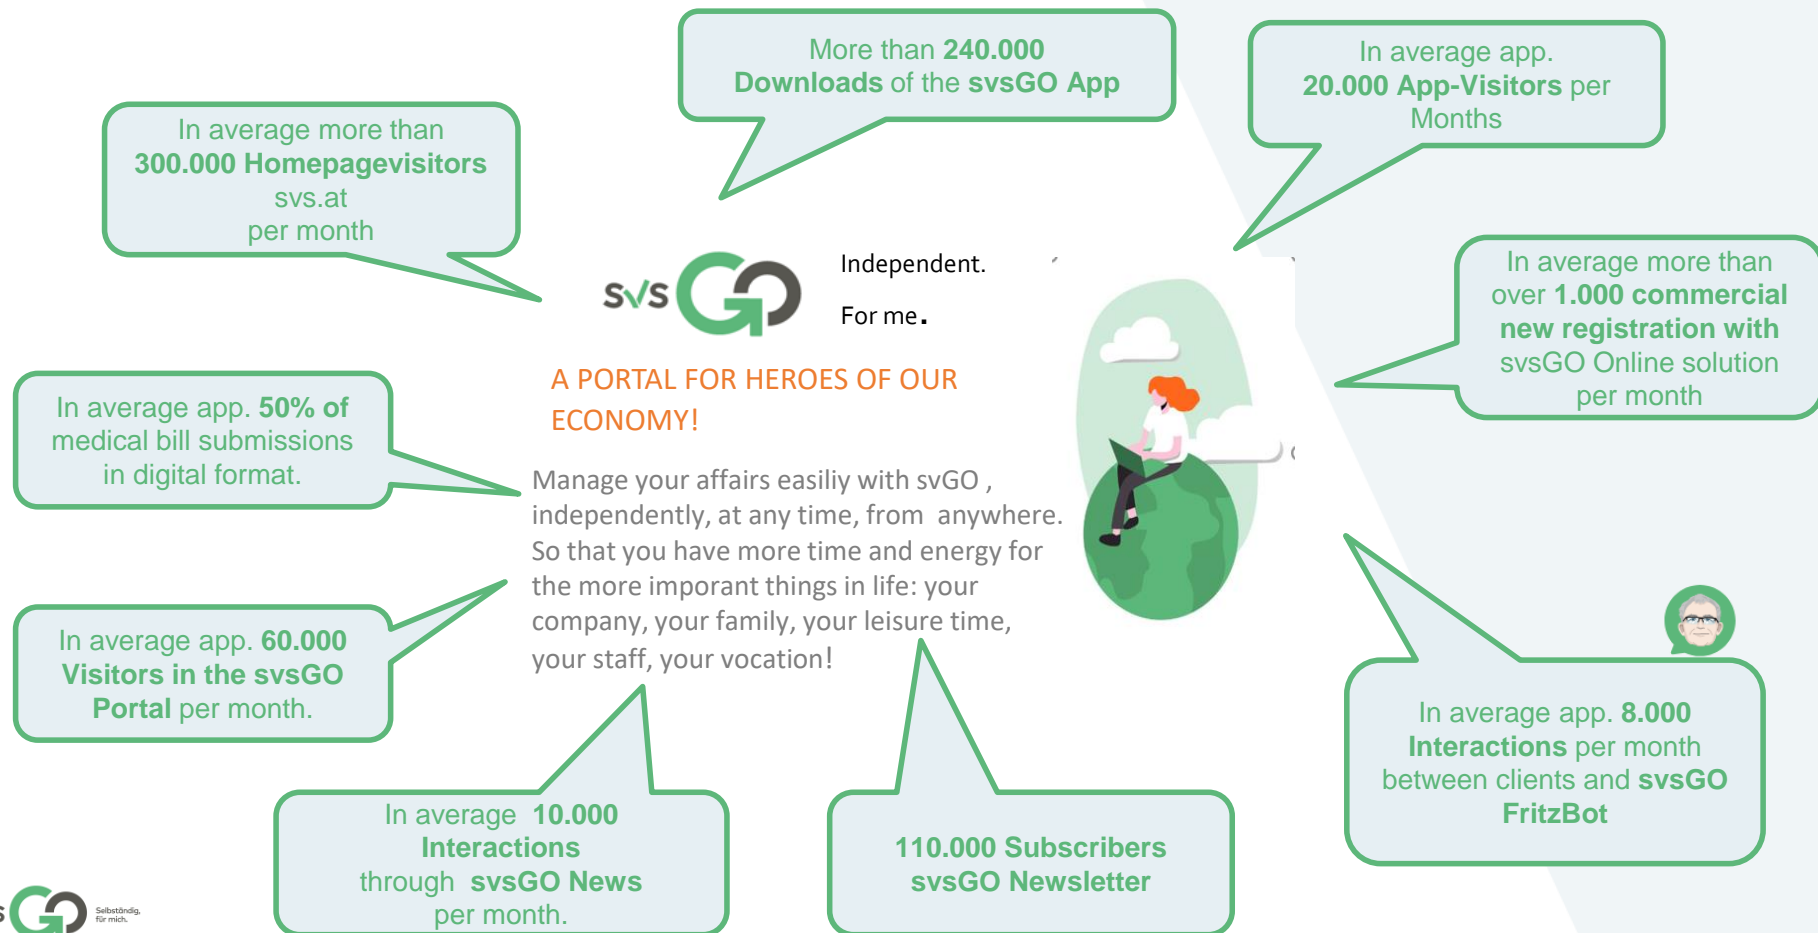 More than 240.000
Downloads of the svsGO App
In average app.
20.000 App-Visitors per
Months
In average more than
300.000 Homepagevisitors
svs.at
per month
In average more than
over 1.000 commercial
new registration with
svsGO Online solution
per month
svs GO
Independent.
For me.
A PORTAL FOR HEROES OF OUR
ECONOMY!
In average app. 50% of
medical bill submissions
in digital format.
Manage your affairs easiliy with svGO ,
independently, at any time, from anywhere.
So that you have more time and energy for
the more imporant things in life: your
company, your family, your leisure time,
your staff, your vocation!
In average app. 60.000
Visitors in the svsGO
Portal per month.
In average app. 8.000
Interactions per month
between clients and svsGO
FritzBot
In average 10.000
Interactions
through svsGO News
per month.
110.000 Subscribers
svsGO Newsletter
s GO
Selbständig,
für mich.